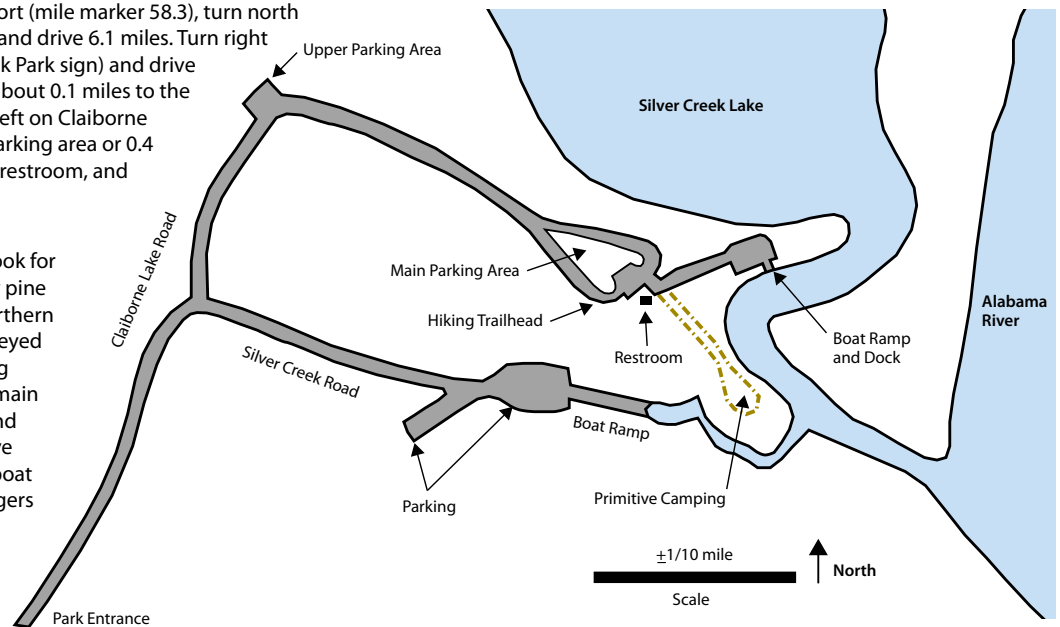 ort (mile marker 58.3), turn north
and drive 6.1 miles. Turn right
k Park sign) and drive
bout 0.1 miles to the
eft on Claiborne
arking area or 0.4
restroom, and
ook for
pine
rthern
eyed
g
main
nd
ve
boat
gers
Upper Parking Area
Silver Creek Lake
Claiborne Lake Road
Main Parking Area
Hiking Trailhead
Restroom
Boat Ramp
and Dock
Alabama
River
Silver Creek Road
Boat Ramp
Parking
Primitive Camping
±1/10 mile
Scale
North
Park Entrance